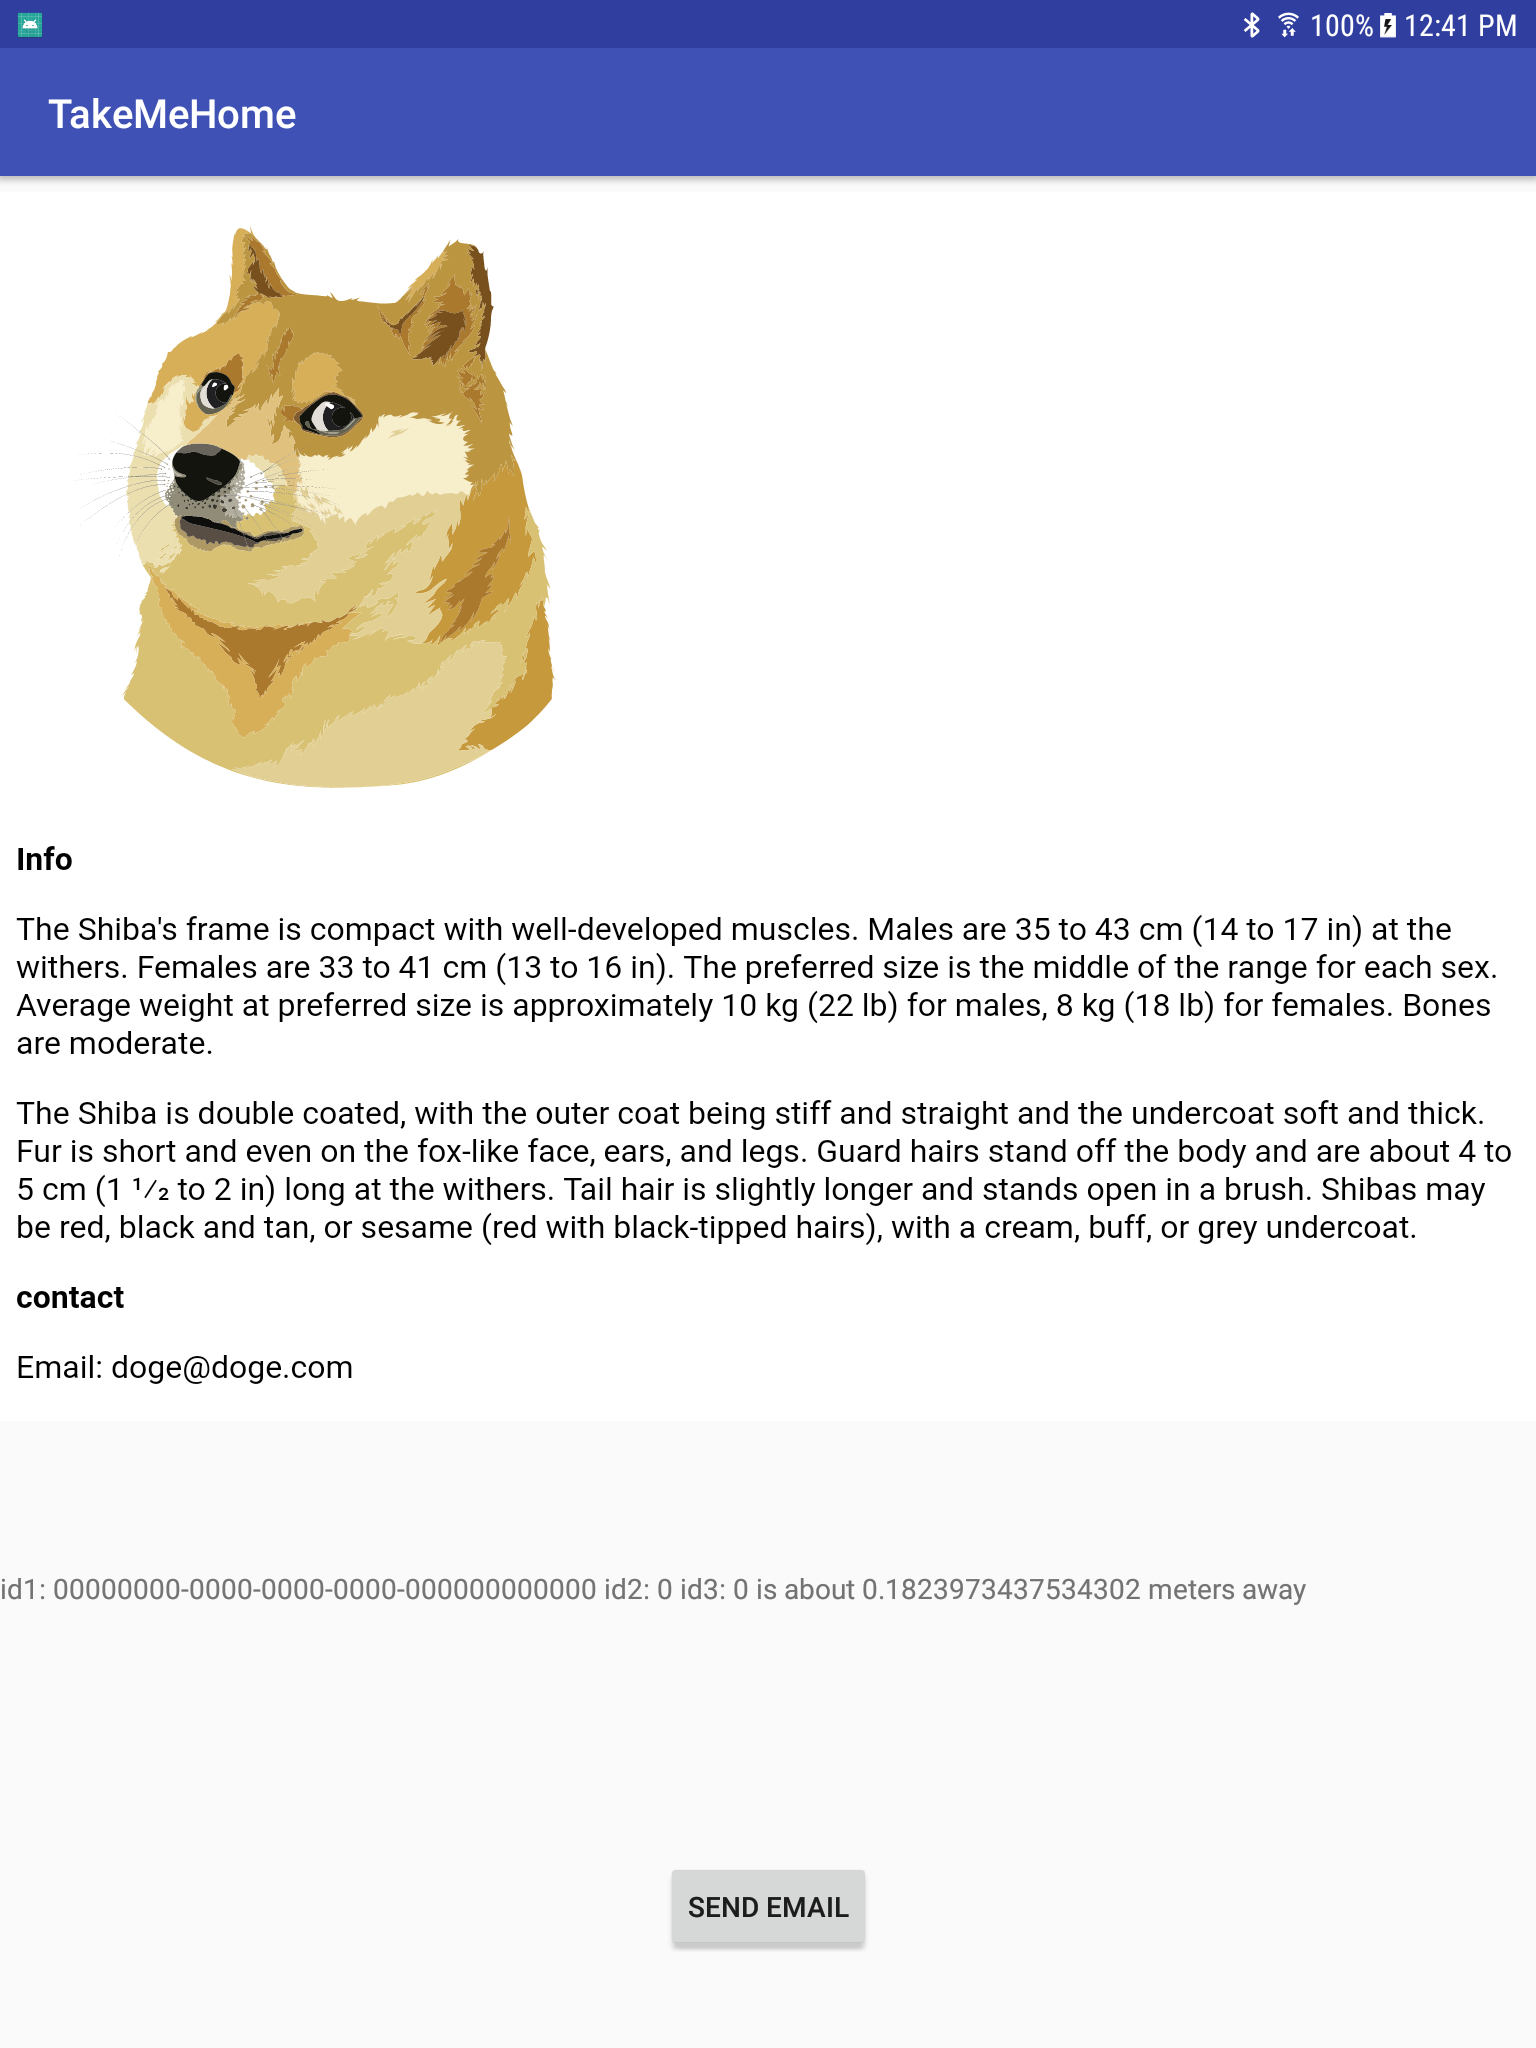 100% 12:41 PM
TakeMeHome
Info
The Shiba's frame is compact with well-developed muscles. Males are 35 to 43 cm (14 to 17 in) at the
withers. Females are 33 to 41 cm (13 to 16 in). The preferred size is the middle of the range for each sex.
Average weight at preferred size is approximately 10 kg (22 lb) for males, 8 kg (18 lb) for females. Bones
are moderate.
The Shiba is double coated, with the outer coat being stiff and straight and the undercoat soft and thick.
Fur is short and even on the fox-like face, ears, and legs. Guard hairs stand off the body and are about 4 to
5 cm (1 1⁄2 to 2 in) long at the withers. Tail hair is slightly longer and stands open in a brush. Shibas may
be red, black and tan, or sesame (red with black-tipped hairs), with a cream, buff, or grey undercoat.
contact
Email: doge@doge.com
id1: 00000000-0000-0000-0000-000000000000 id2: 0 id3: 0 is about 0.1823973437534302 meters away
SEND EMAIL